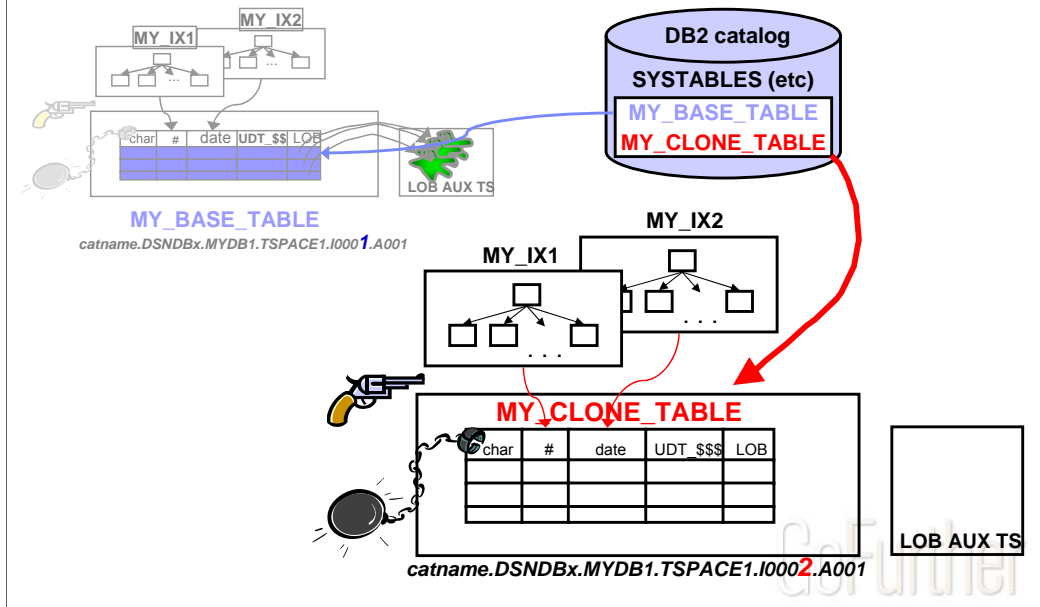 MY_IX2
MY_IX1
...
DB2 catalog
SYSTABLES (etc)
MY_BASE_TABLE
MY_CLONE_TABLE
char # date UDT_$$ LOB
LOB AUX TS
MY_BASE_TABLE
catname.DSNDBx.MYDB1.TSPACE1.I0001.A001
MY_IX2
MY_IX1
. . .
. . .
MY_CLONE_TABLE
char # date UDT_$$$ LOB
LOB AUX TS
catname.DSNDBx.MYDB1.TSPACE1.I0002.A001
GoFurther